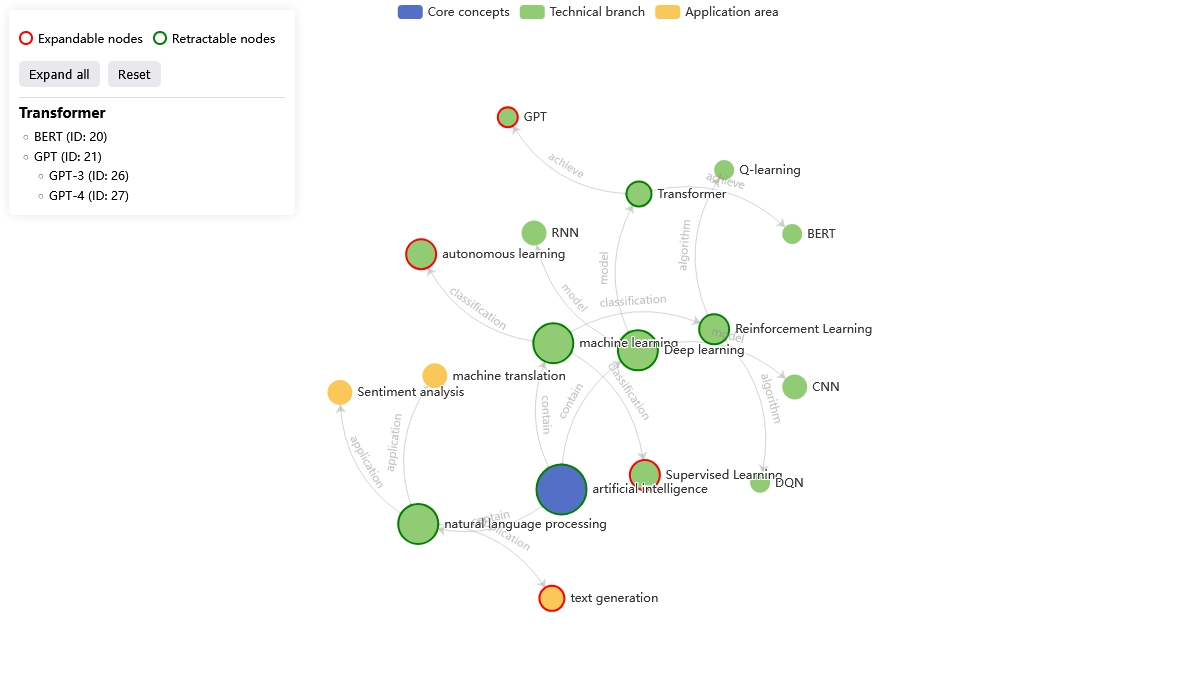 Core concepts
Technical branch
Application area
Expandable nodes
Retractable nodes
Expand all
Reset
Transformer
BERT (ID: 20)
GPT (ID: 21)
GPT-3 (ID: 26)
GPT-4 (ID: 27)
GPT
achieve
Q-learning
achieve
Transformer
RNN
BERT
autonomous learning
algorithm
model
classification
model
classification
Reinforcement Learning
model
machine learning
Deep learning
machine translation
Sentiment analysis
CNN
classification
algorithm
contain
contain
application
application
Supervised Learning
DQN
artificial intelligence
contain
natural language processing
application
text generation